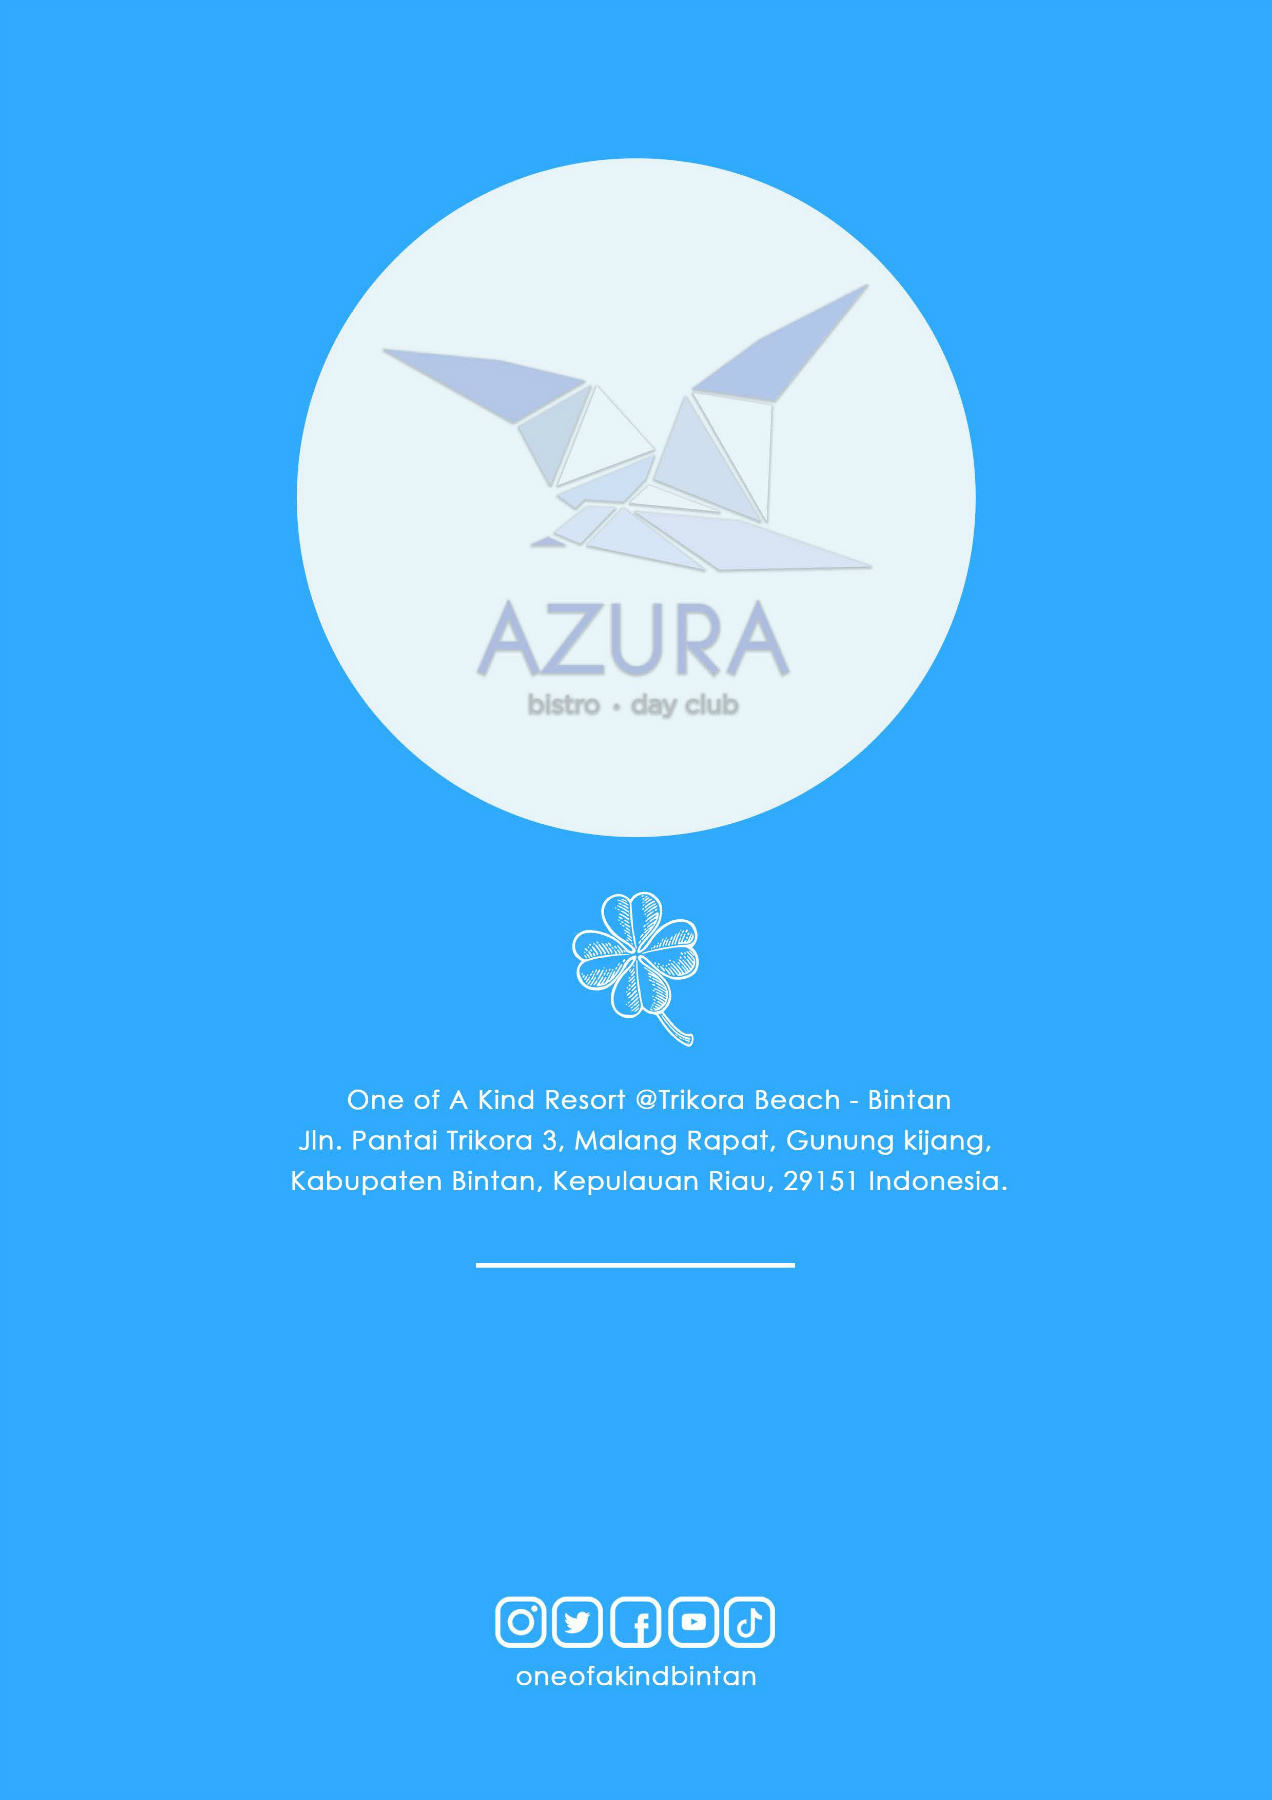 AZURA
bistro • day club
One of A Kind Resort @Trikora Beach - Bintan
Jln. Pantai Trikora 3, Malang Rapat, Gunung kijang,
Kabupaten Bintan, Kepulauan Riau, 29151 Indonesia.
oneofakindbintan